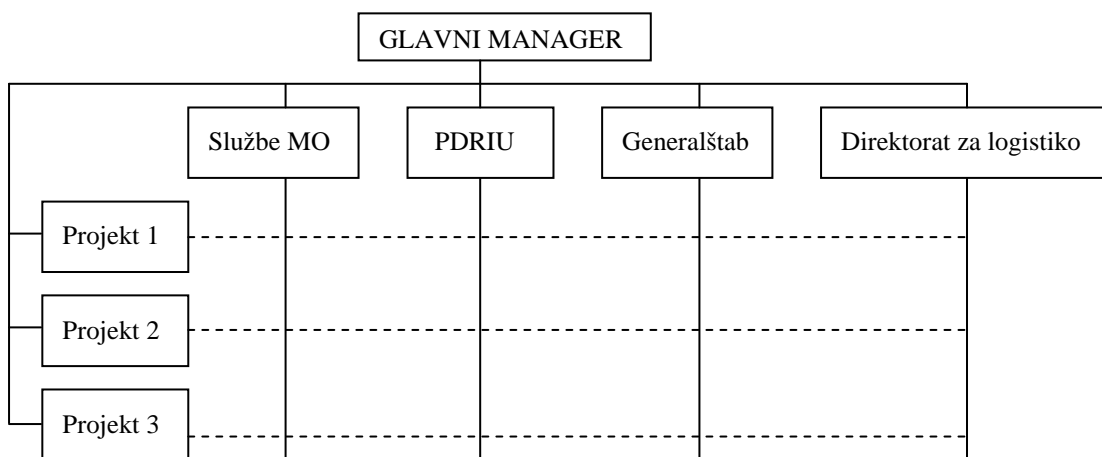 GLAVNI MANAGER
Službe MO
PDRIU
Generalštab
Direktorat za logistiko
Projekt 1
Projekt 2
Projekt 3